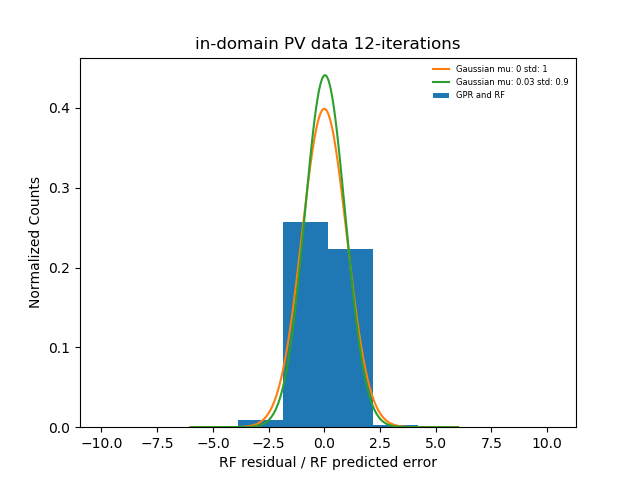 in-domain PV data 12-iterations
Gaussian mu: 0 std: 1
Gaussian mu: 0.03 std: 0.9
GPR and RF
Normalized Counts
0.4
0.3
0.2
0.1
0.0
−10.0 −7.5 −5.0 −2.5 0.0 2.5 5.0 7.5 10.0
RF residual / RF predicted error